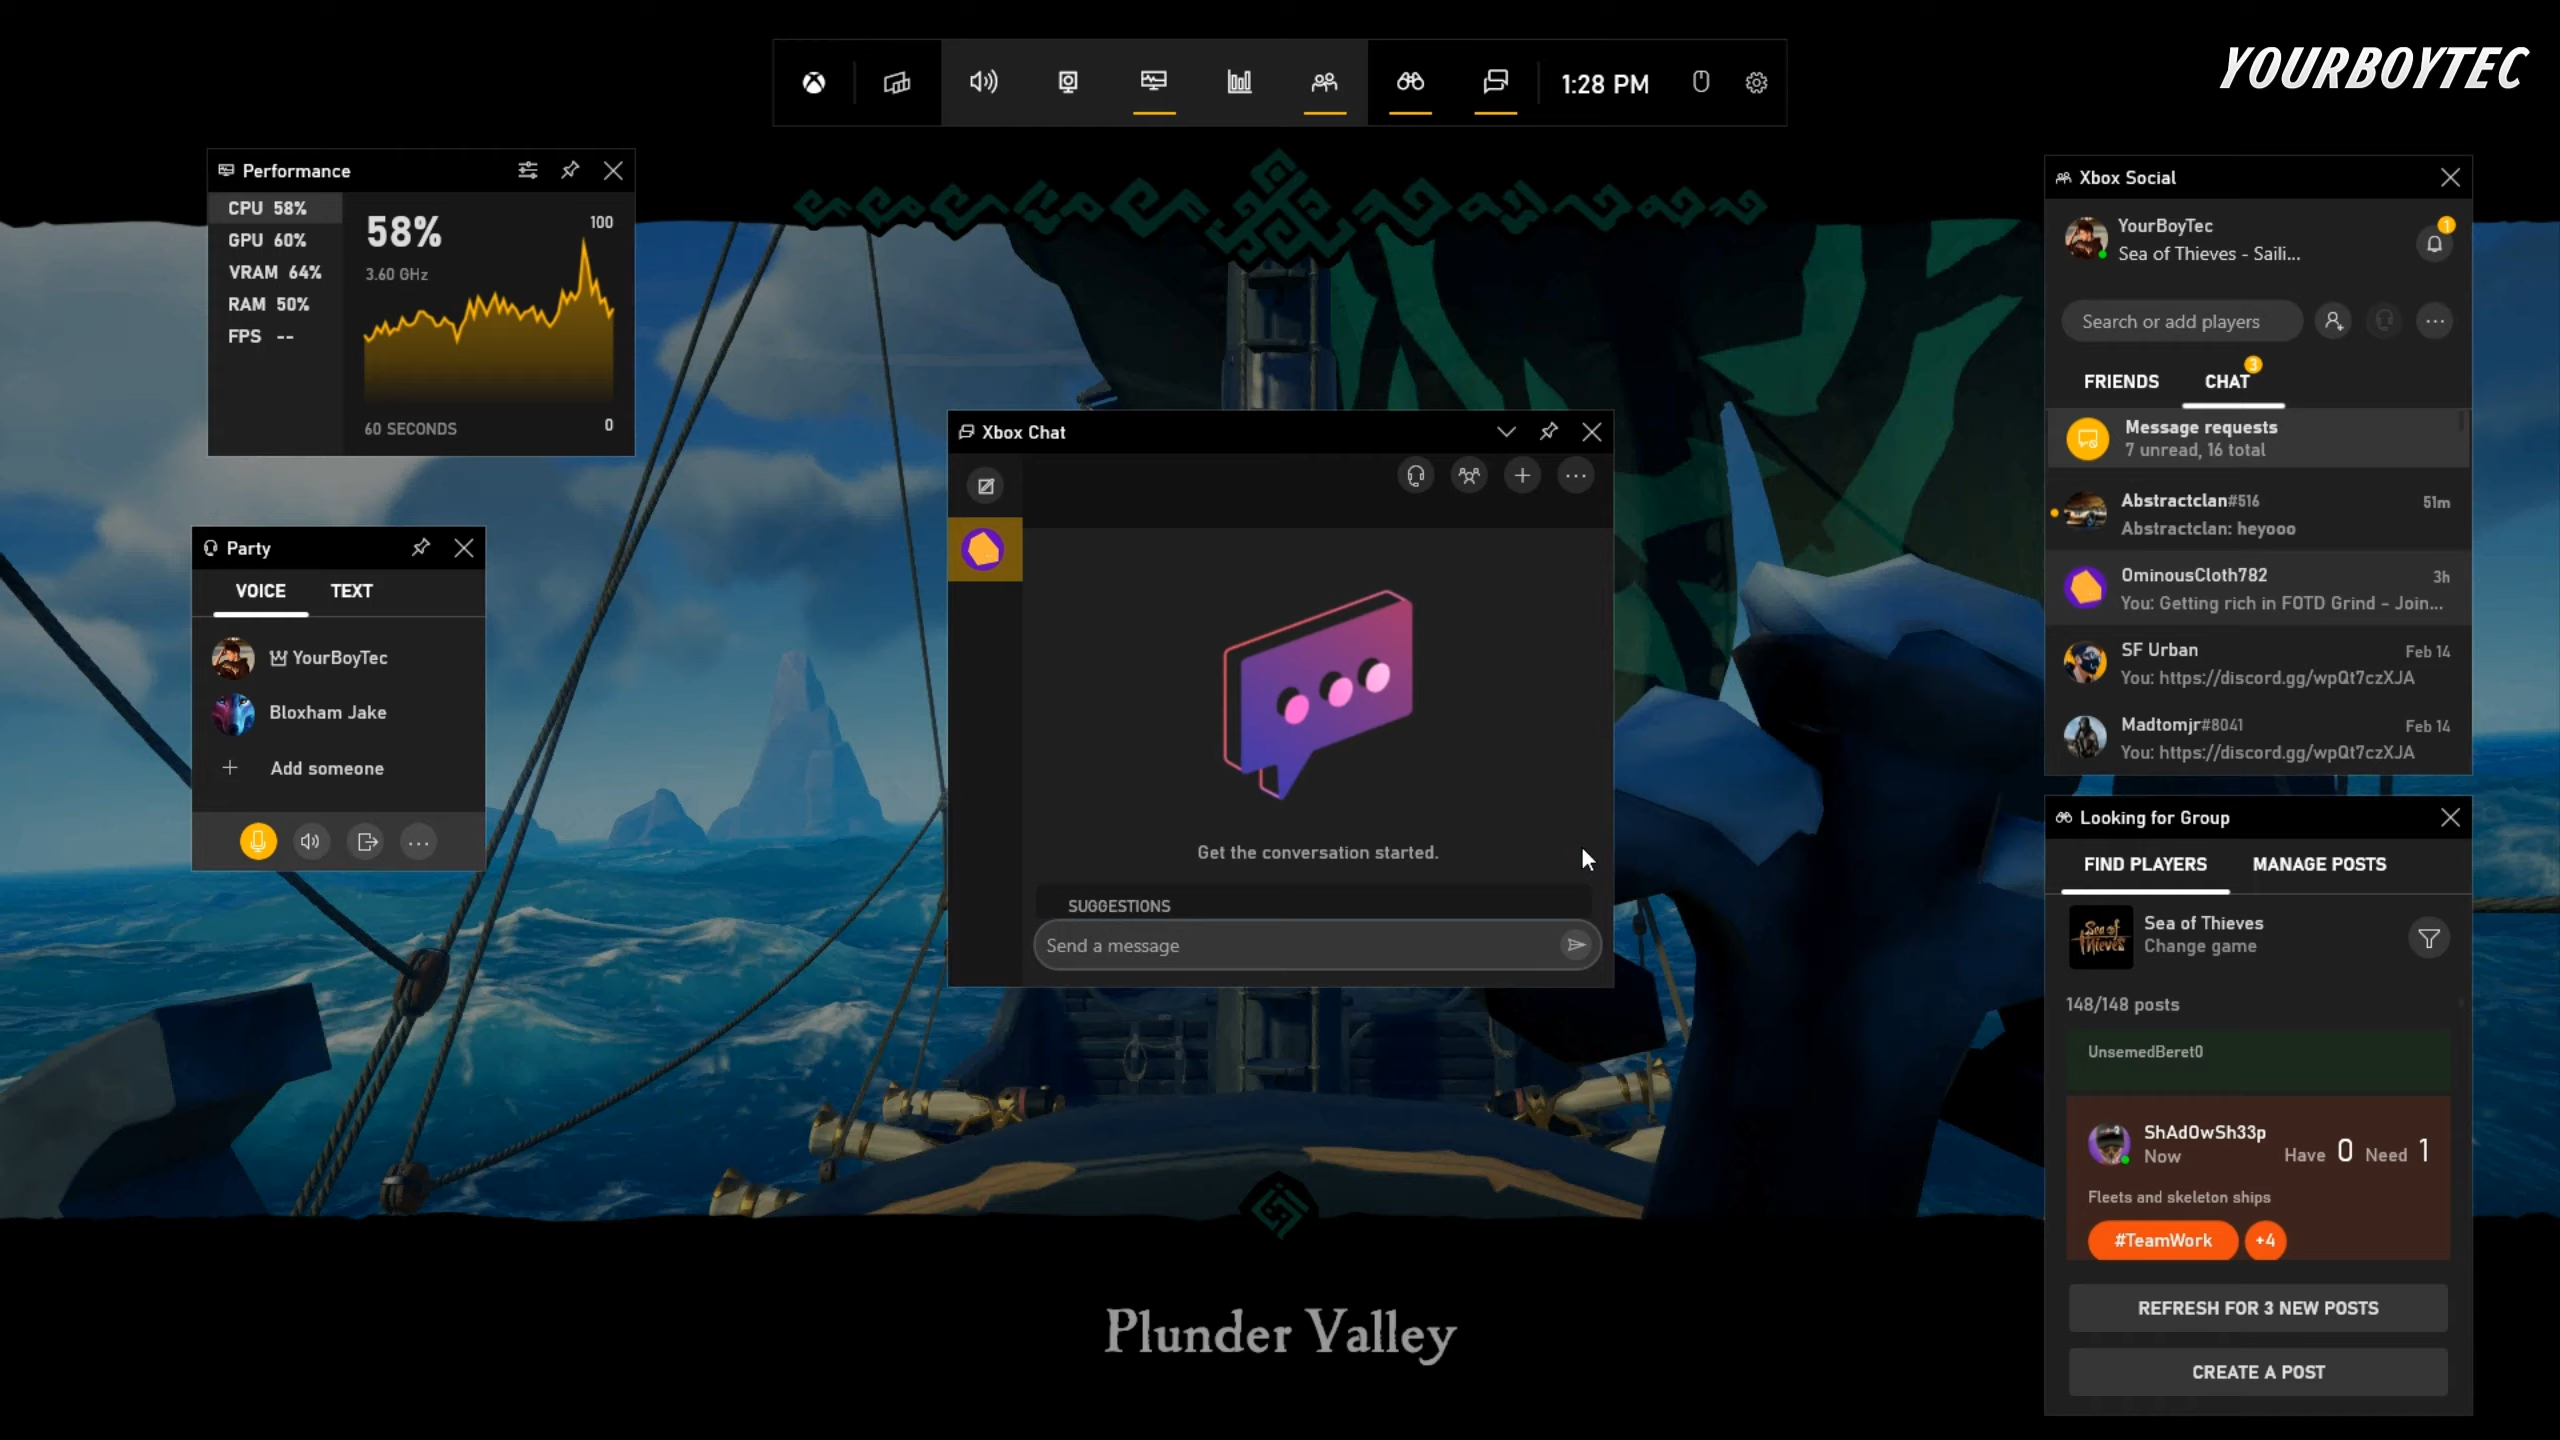 1:28 PM
YOURBOYTEC
Performance
CPU 58%
GPU 60%
VRAM 64%
RAM 50%
FPS --
58%
100
3.60 GHz
60 SECONDS
0
Party
VOICE TEXT
YourBoyTec
Bloxham Jake
+ Add someone
Xbox Chat
Get the conversation started.
SUGGESTIONS
Send a message
Xbox Social
YourBoyTec
1
Sea of Thieves - Saili...
Search or add players
FRIENDS CHAT 3
Message requests
7 unread, 16 total
Abstractclan#516 51m
Abstractclan: heyooo
OminousCloth782 3h
You: Getting rich in FOTD Grind - Join...
SF Urban Feb 14
You: https://discord.gg/wpQt7czXJA
Madtomjr#8041 Feb 14
You: https://discord.gg/wpQt7czXJA
Looking for Group
FIND PLAYERS MANAGE POSTS
Sea of Thieves
Sea of Thieves
Change game
148/148 posts
UnsemedBeret0
ShAdOwSh33p
Now
Have 0 Need 1
Fleets and skeleton ships
#TeamWork +4
REFRESH FOR 3 NEW POSTS
CREATE A POST
Plunder Valley